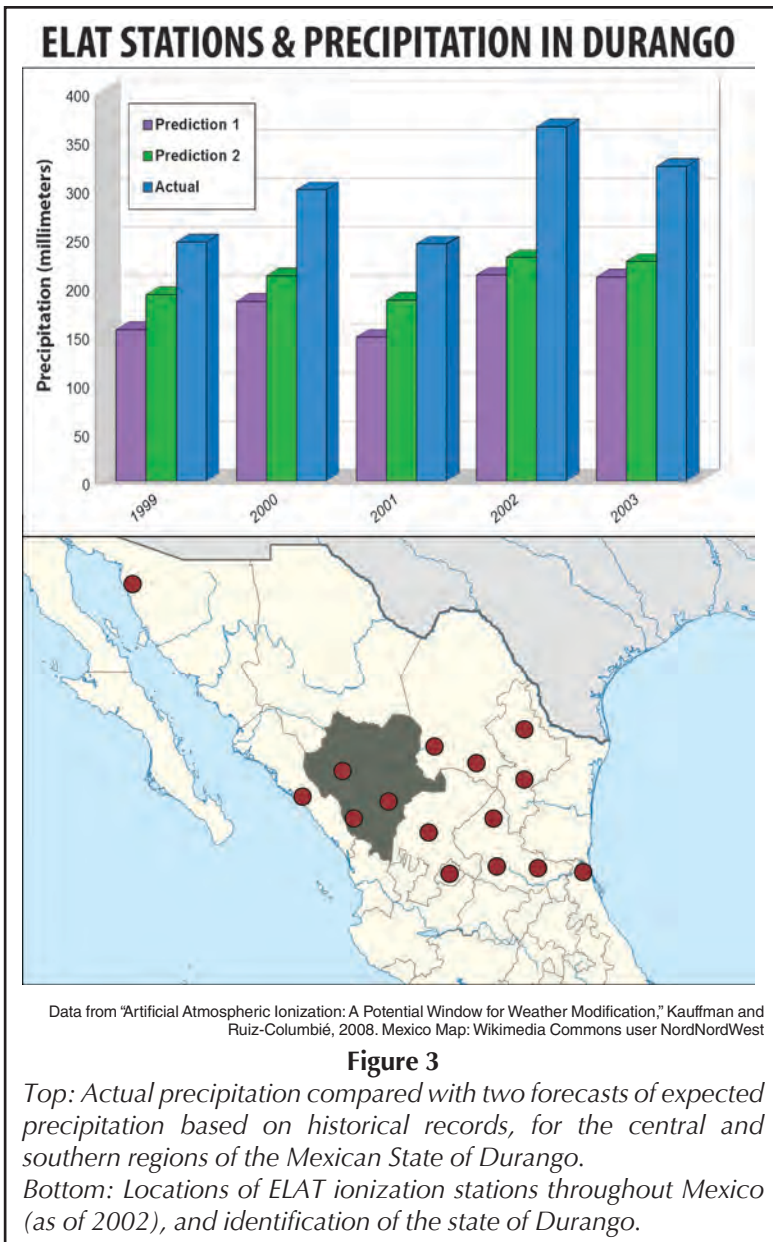 ELAT STATIONS & PRECIPITATION IN DURANGO
400
350
300
250
200
150
100
50
0
Precipitation (millimeters)
Prediction 1
Prediction 2
Actual
1999
2000
2001
2002
2003
Data from “Artificial Atmospheric Ionization: A Potential Window for Weather Modification,” Kauffman and
Ruiz-Columbié, 2008. Mexico Map: Wikimedia Commons user NordNordWest
Figure 3
Top: Actual precipitation compared with two forecasts of expected
precipitation based on historical records, for the central and
southern regions of the Mexican State of Durango.
Bottom: Locations of ELAT ionization stations throughout Mexico
(as of 2002), and identification of the state of Durango.